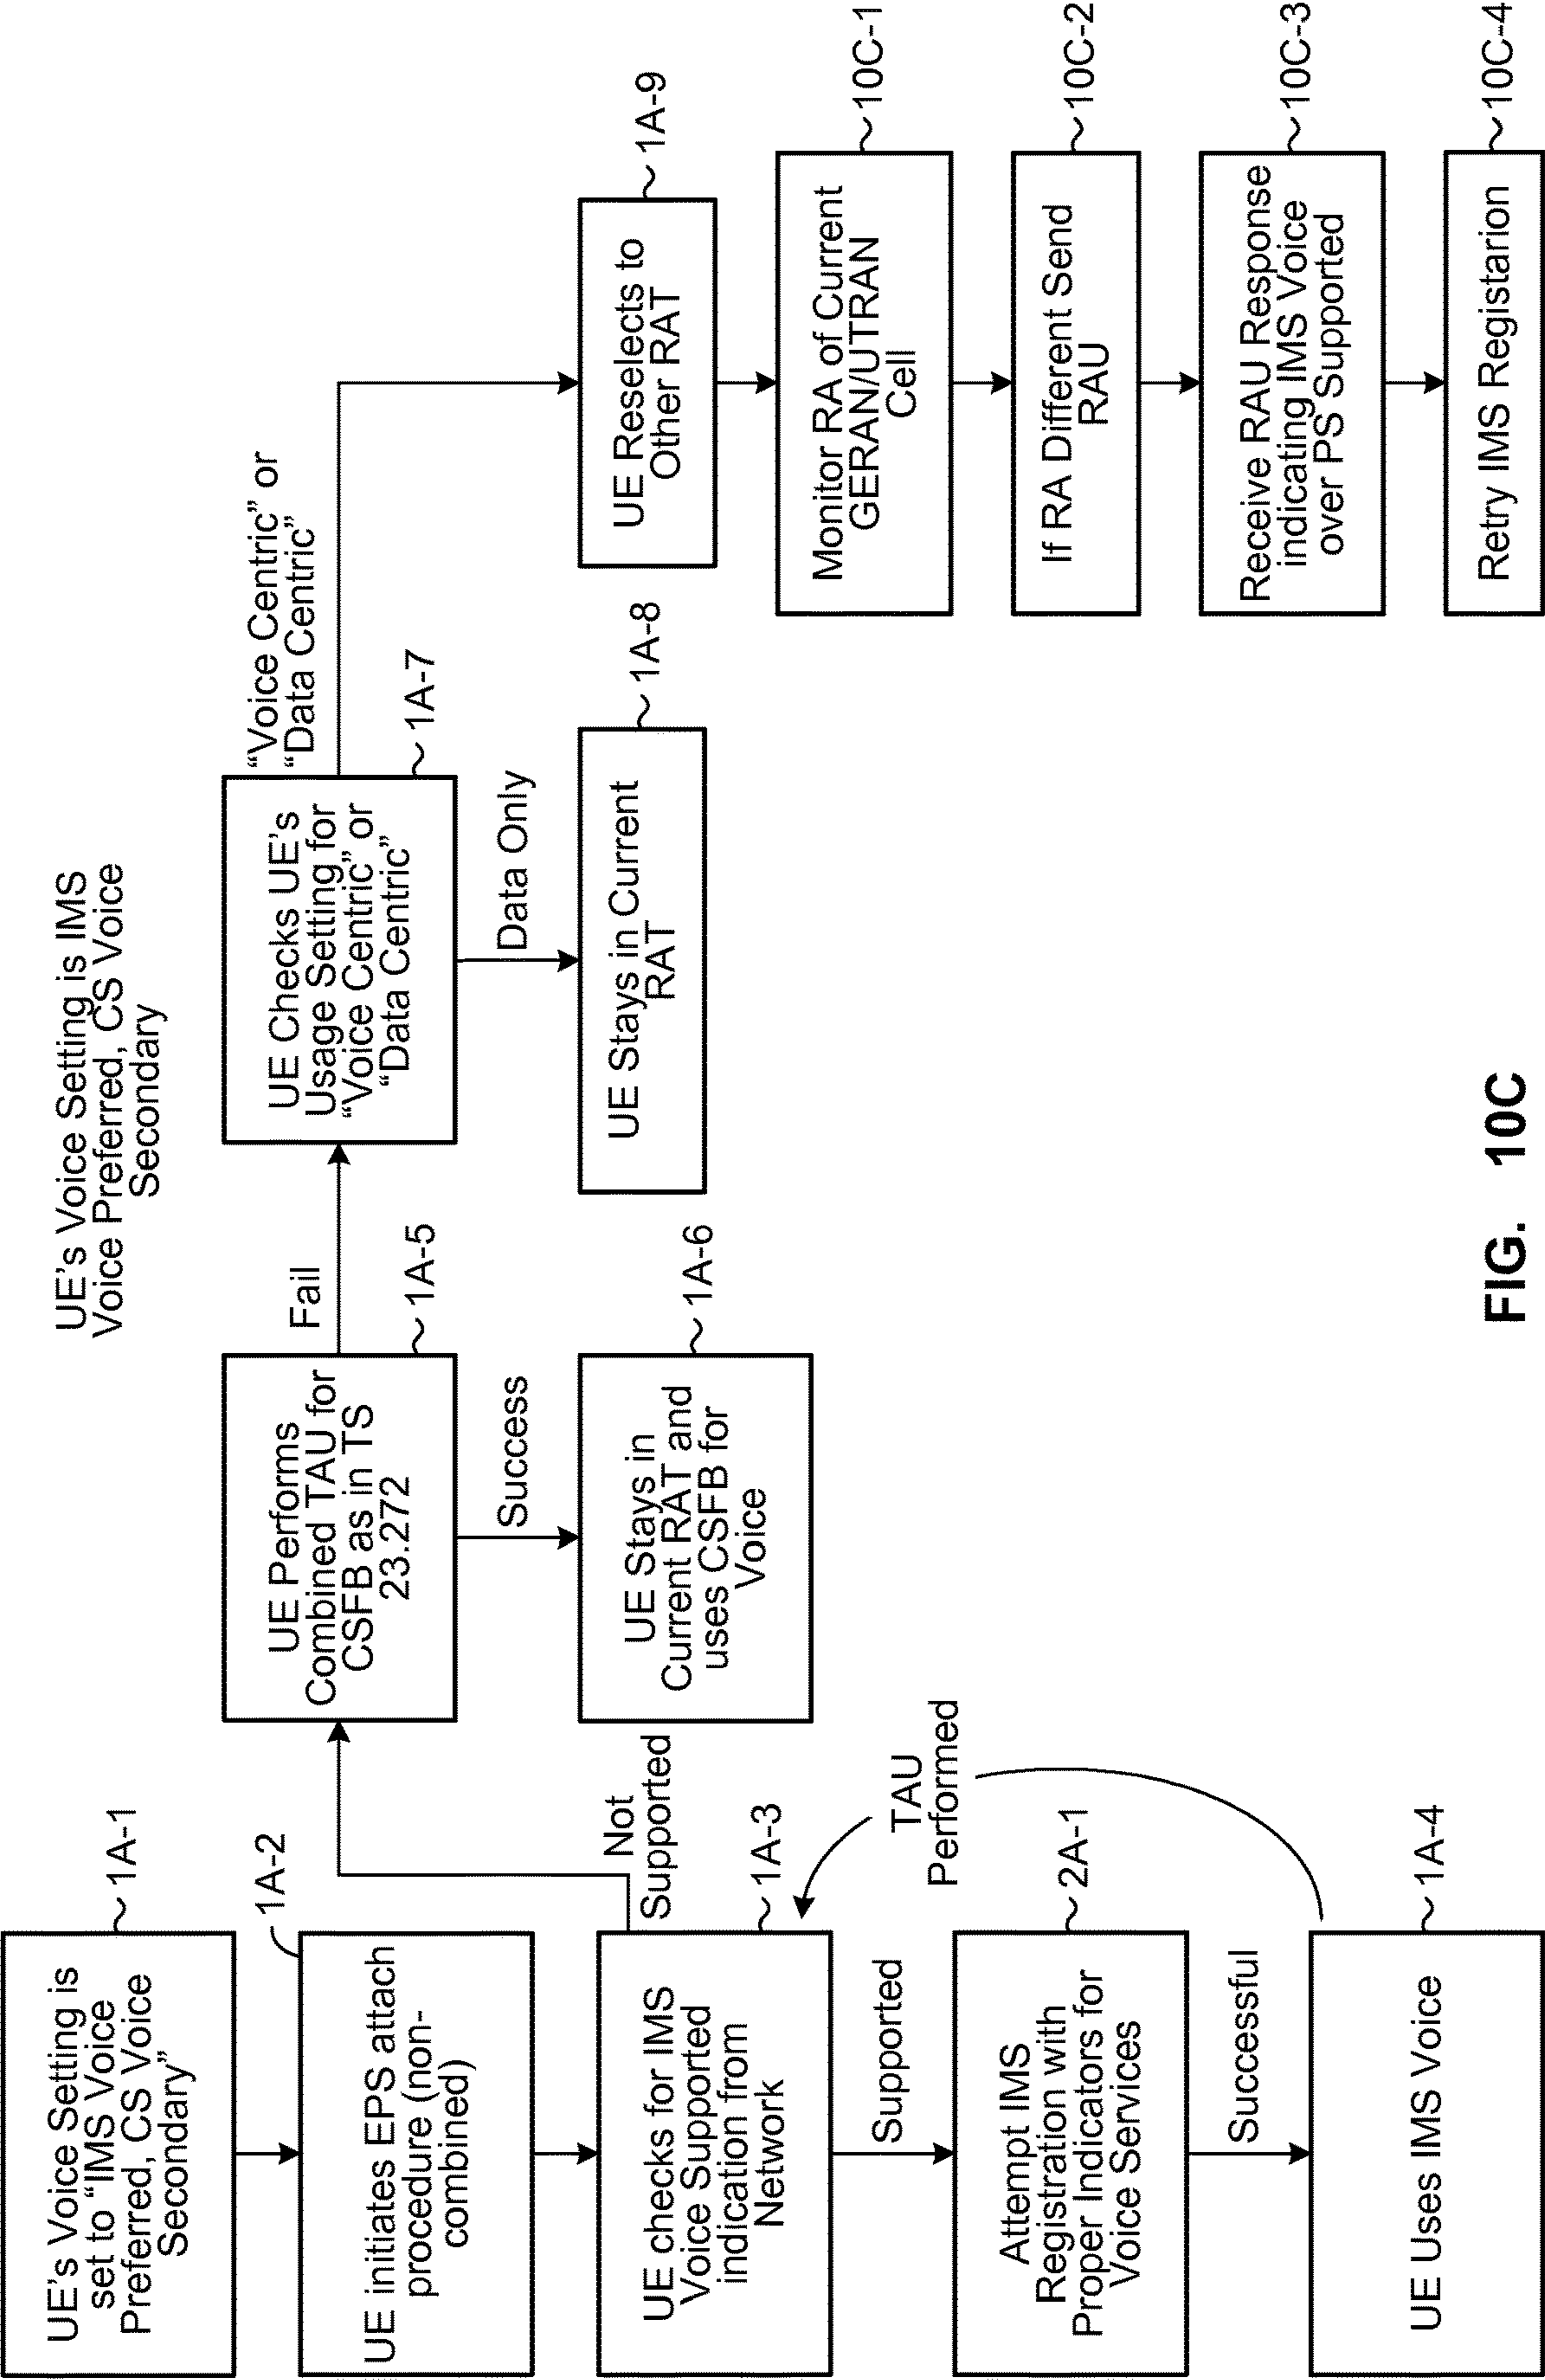 UE's Voice Setting is IMS
Voice Preferred, CS Voice
Secondary
UE's Voice Setting is
set to “IMS Voice
Preferred, CS Voice
Secondary”
1A-1
UE initiates EPS attach
procedure (non-
combined)
1A-2
UE checks for IMS
Voice Supported
indication from
Network
1A-3
Not
Supported
Supported
Attempt IMS
Registration with
Proper Indicators for
Voice Services
2A-1
TAU
Performed
Successful
UE Uses IMS Voice
1A-4
UE Performs
Combined TAU for
CSFB as in TS
23.272
1A-5
Fail
Success
UE Stays in
Current RAT and
uses CSFB for
Voice
1A-6
UE Checks UE's
Usage Setting for
“Voice Centric” or
“Data Centric”
1A-7
“Voice Centric” or
“Data Centric”
Data Only
UE Stays in Current
RAT
1A-8
UE Reselects to
Other RAT
1A-9
Monitor RA of Current
GERAN/UTRAN
Cell
10C-1
If RA Different Send
RAU
10C-2
Receive RAU Response
indicating IMS Voice
over PS Supported
10C-3
Retry IMS Registarion
10C-4
FIG. 10C